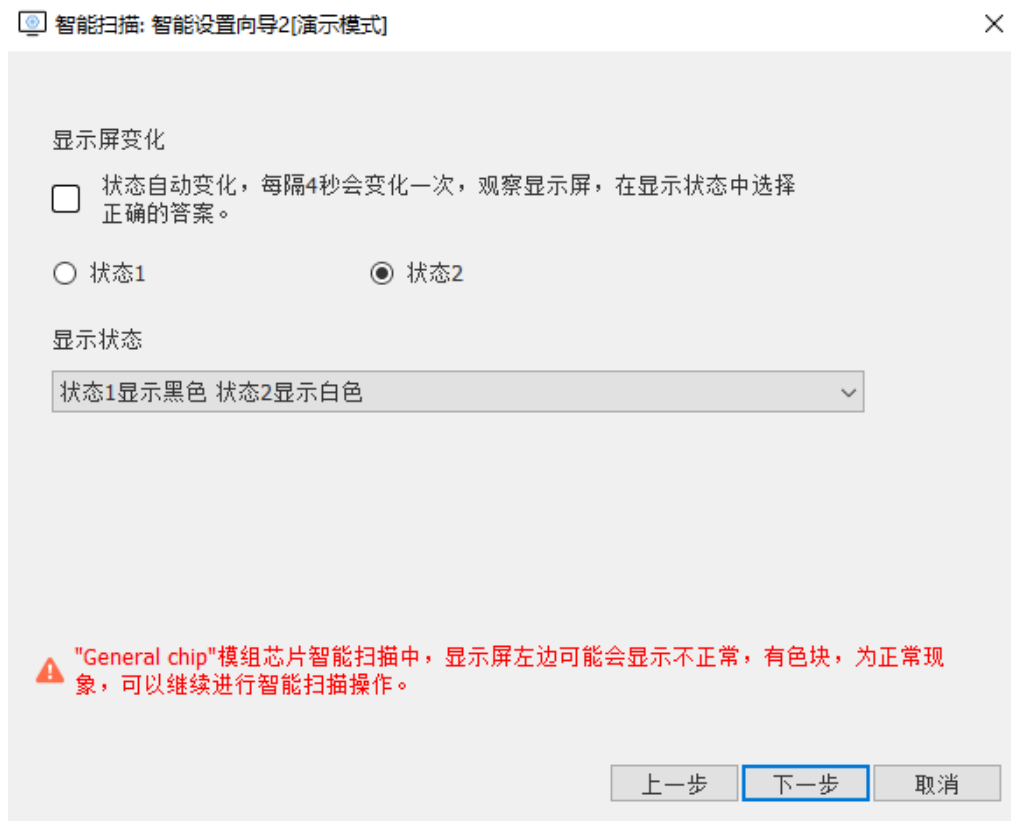 智能扫描: 智能设置向导2[演示模式]
显示屏变化
状态自动变化，每隔4秒会变化一次，观察显示屏，在显示状态中选择
正确的答案。
状态1 状态2
显示状态
状态1显示黑色 状态2显示白色
"General chip"模组芯片智能扫描中，显示屏左边可能会显示不正常，有色块，为正常现
象，可以继续进行智能扫描操作。
上一步 下一步 取消